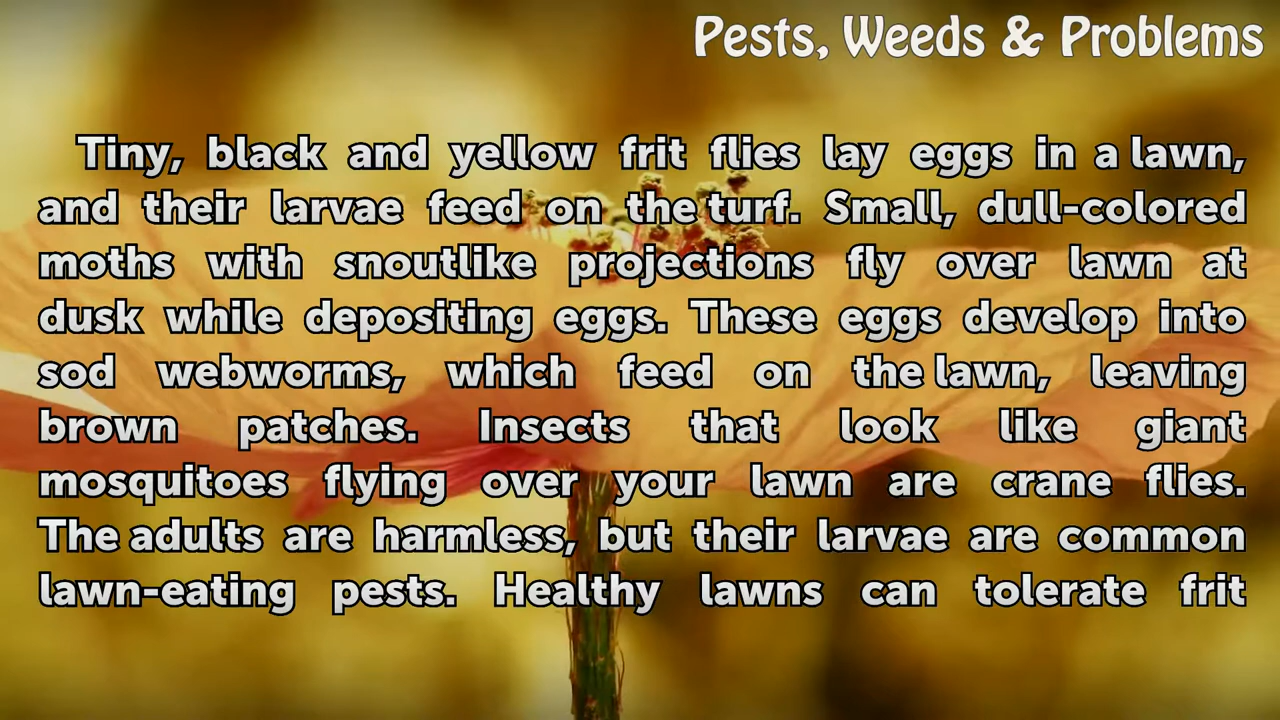 Pests, Weeds & Problems
Tiny, black and yellow frit flies lay eggs in a lawn,
and their larvae feed on the turf. Small, dull-colored
moths with snoutlike projections fly over lawn at
dusk while depositing eggs. These eggs develop into
sod webworms, which feed on the lawn, leaving
brown patches. Insects that look like giant
mosquitoes flying over your lawn are crane flies.
The adults are harmless, but their larvae are common
lawn-eating pests. Healthy lawns can tolerate frit